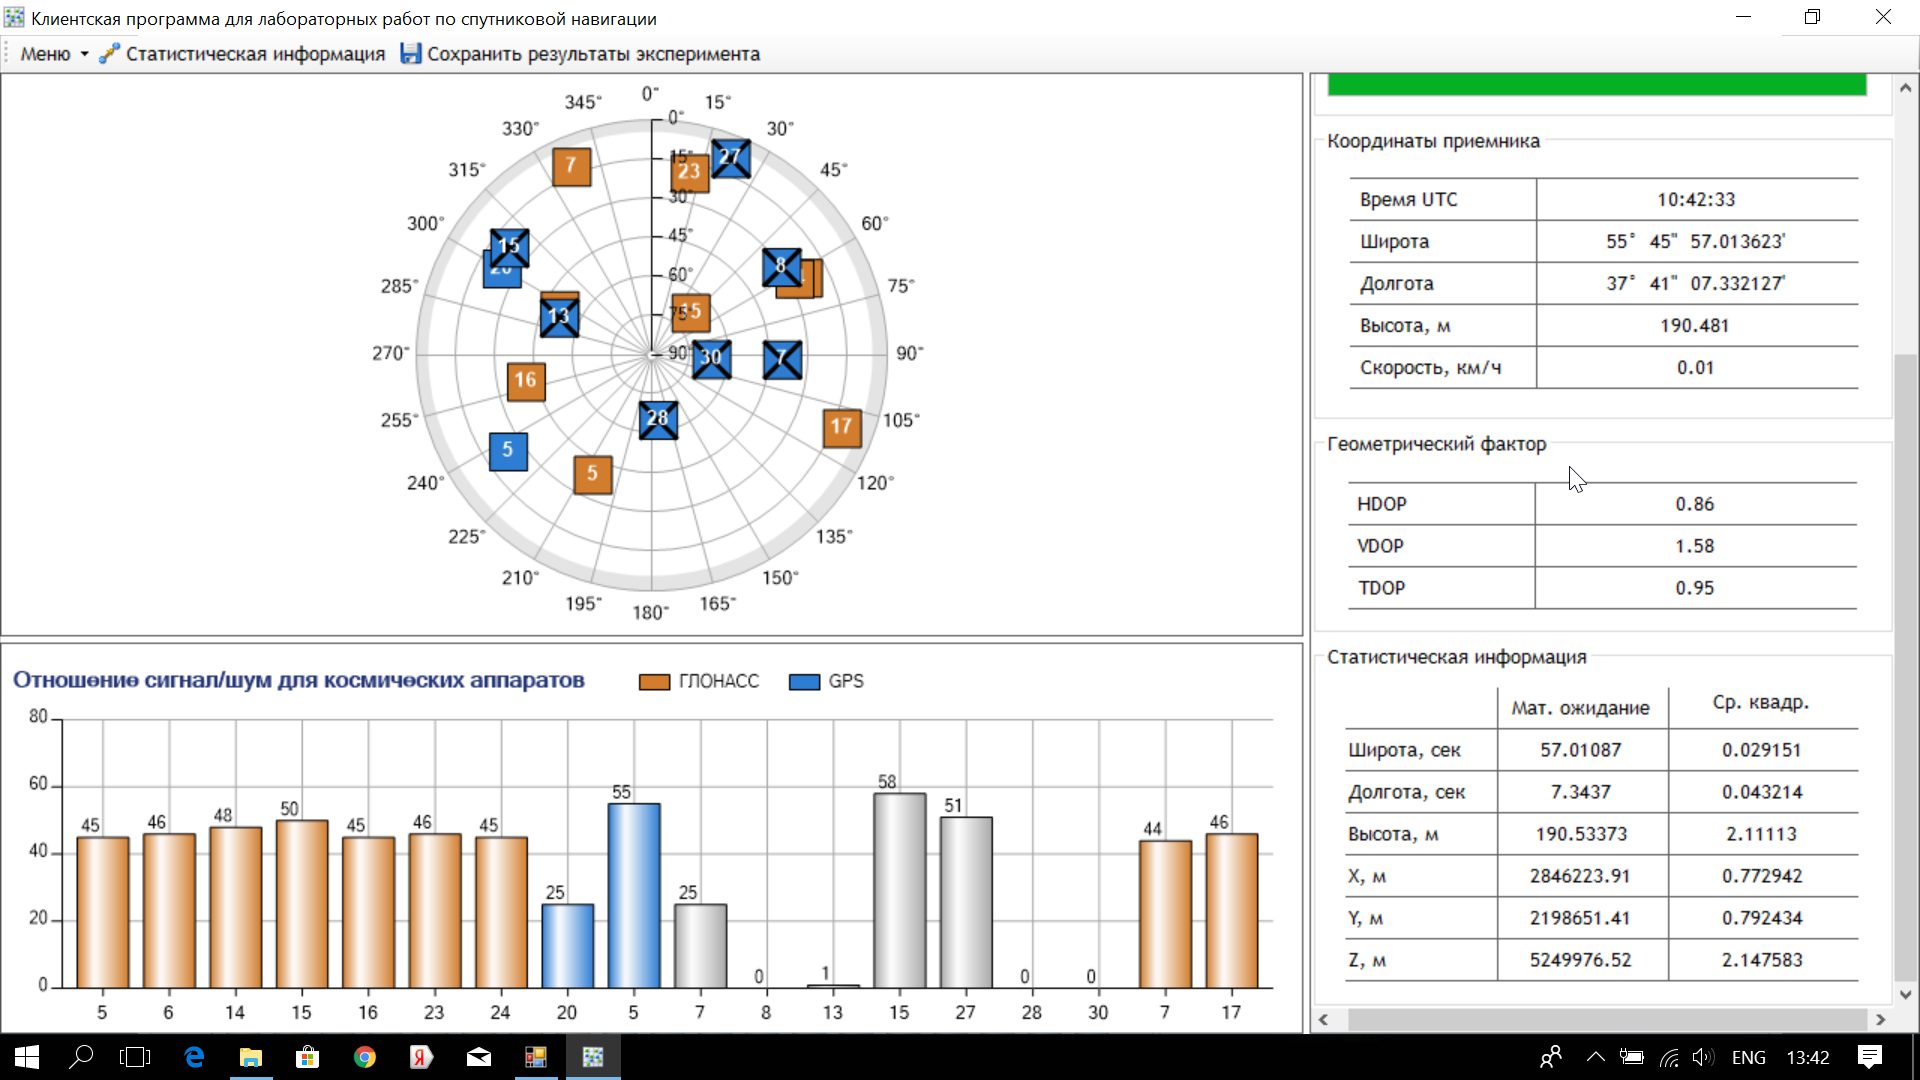 Клиентская программа для лабораторных работ по спутниковой навигации
Меню Статистическая информация Сохранить результаты эксперимента
0° 15° 30° 45° 60° 75° 90° 105° 120° 135° 150° 165° 180° 195° 210° 225° 240° 255° 270° 285° 300° 315° 330° 345°
0°
15°
30°
45°
60°
75°
90°
7
23
27
15
20
8
13
15
30
7
16
28
17
5
5
Координаты приемника
Время UTC 10:42:33
Широта 55° 45" 57.013623'
Долгота 37° 41" 07.332127'
Высота, м 190.481
Скорость, км/ч 0.01
Геометрический фактор
HDOP 0.86
VDOP 1.58
TDOP 0.95
Статистическая информация
Мат. ожидание Ср. квадр.
Широта, сек 57.01087 0.029151
Долгота, сек 7.3437 0.043214
Высота, м 190.53373 2.11113
X, м 2846223.91 0.772942
Y, м 2198651.41 0.792434
Z, м 5249976.52 2.147583
Отношение сигнал/шум для космических аппаратов ГЛОНАСС GPS
80
60
40
20
0
45 46 48 50 45 46 45 25 55 25 0 1 58 51 0 0 44 46
5 6 14 15 16 23 24 20 5 7 8 13 15 27 28 30 7 17
ENG 13:42